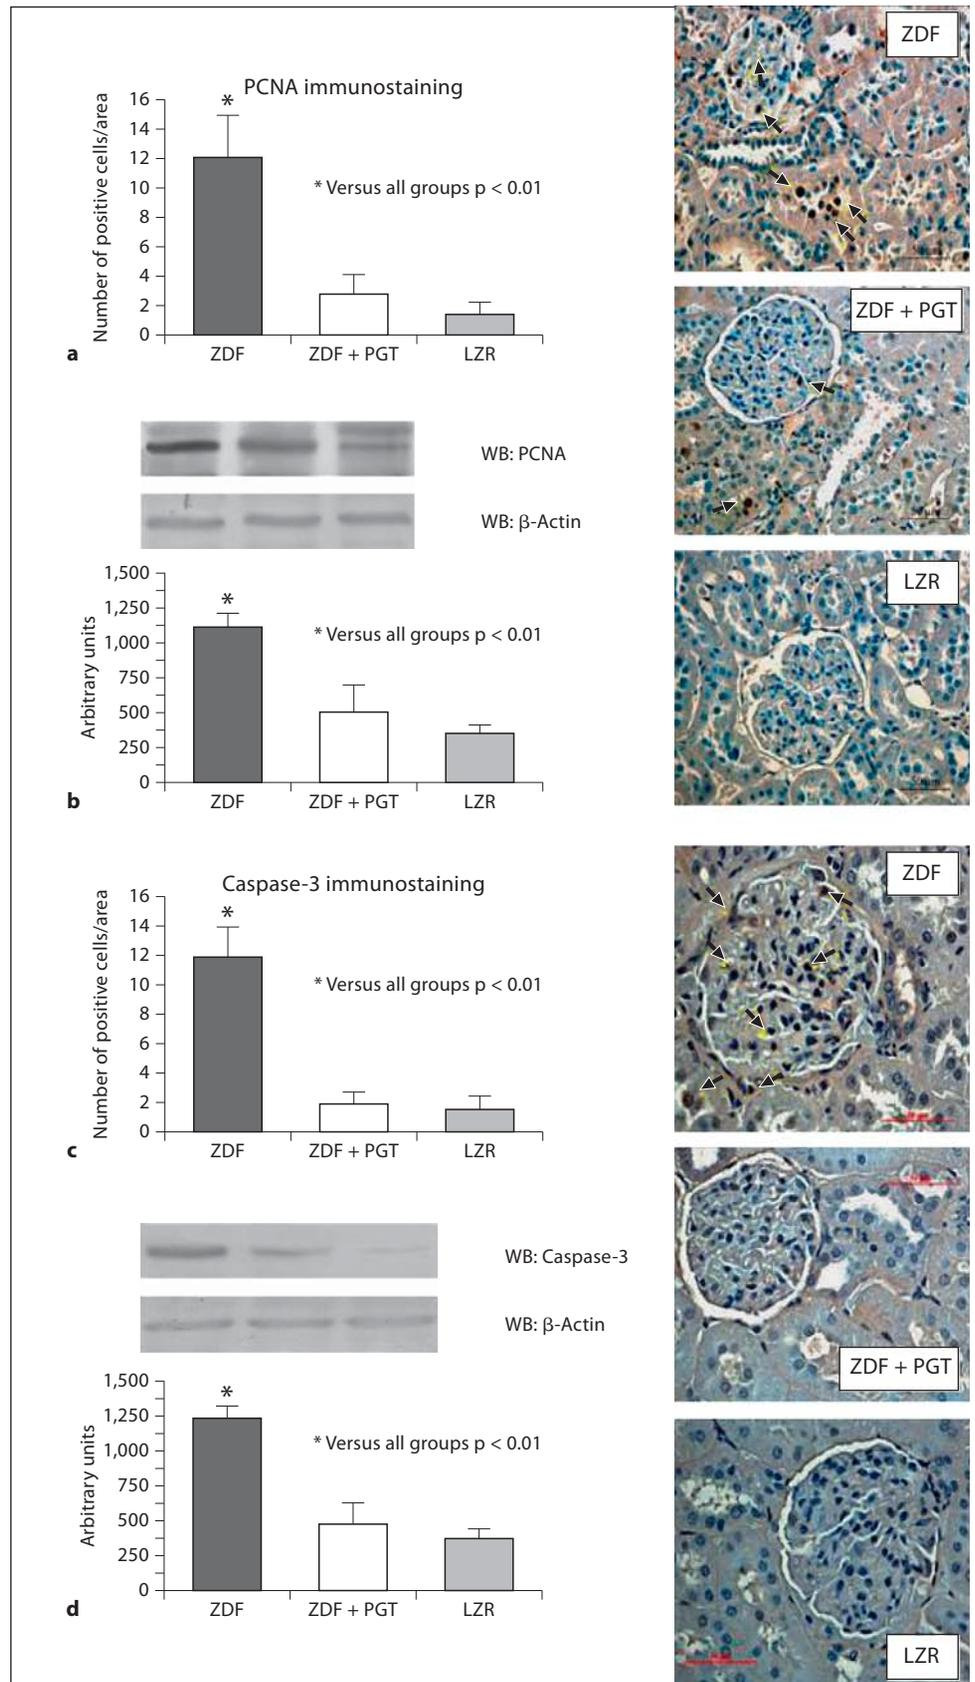 PCNA immunostaining
Number of positive cells/area
16
14
12
10
8
6
4
2
0
*
* Versus all groups p < 0.01
ZDF
ZDF + PGT
LZR
a
WB: PCNA
WB: β-Actin
Arbitrary units
1,500
1,250
1,000
750
500
250
0
*
* Versus all groups p < 0.01
ZDF
ZDF + PGT
LZR
b
ZDF
ZDF + PGT
LZR
Caspase-3 immunostaining
Number of positive cells/area
16
14
12
10
8
6
4
2
0
*
* Versus all groups p < 0.01
ZDF
ZDF + PGT
LZR
c
WB: Caspase-3
WB: β-Actin
Arbitrary units
1,500
1,250
1,000
750
500
250
0
*
* Versus all groups p < 0.01
ZDF
ZDF + PGT
LZR
d
ZDF
ZDF + PGT
LZR